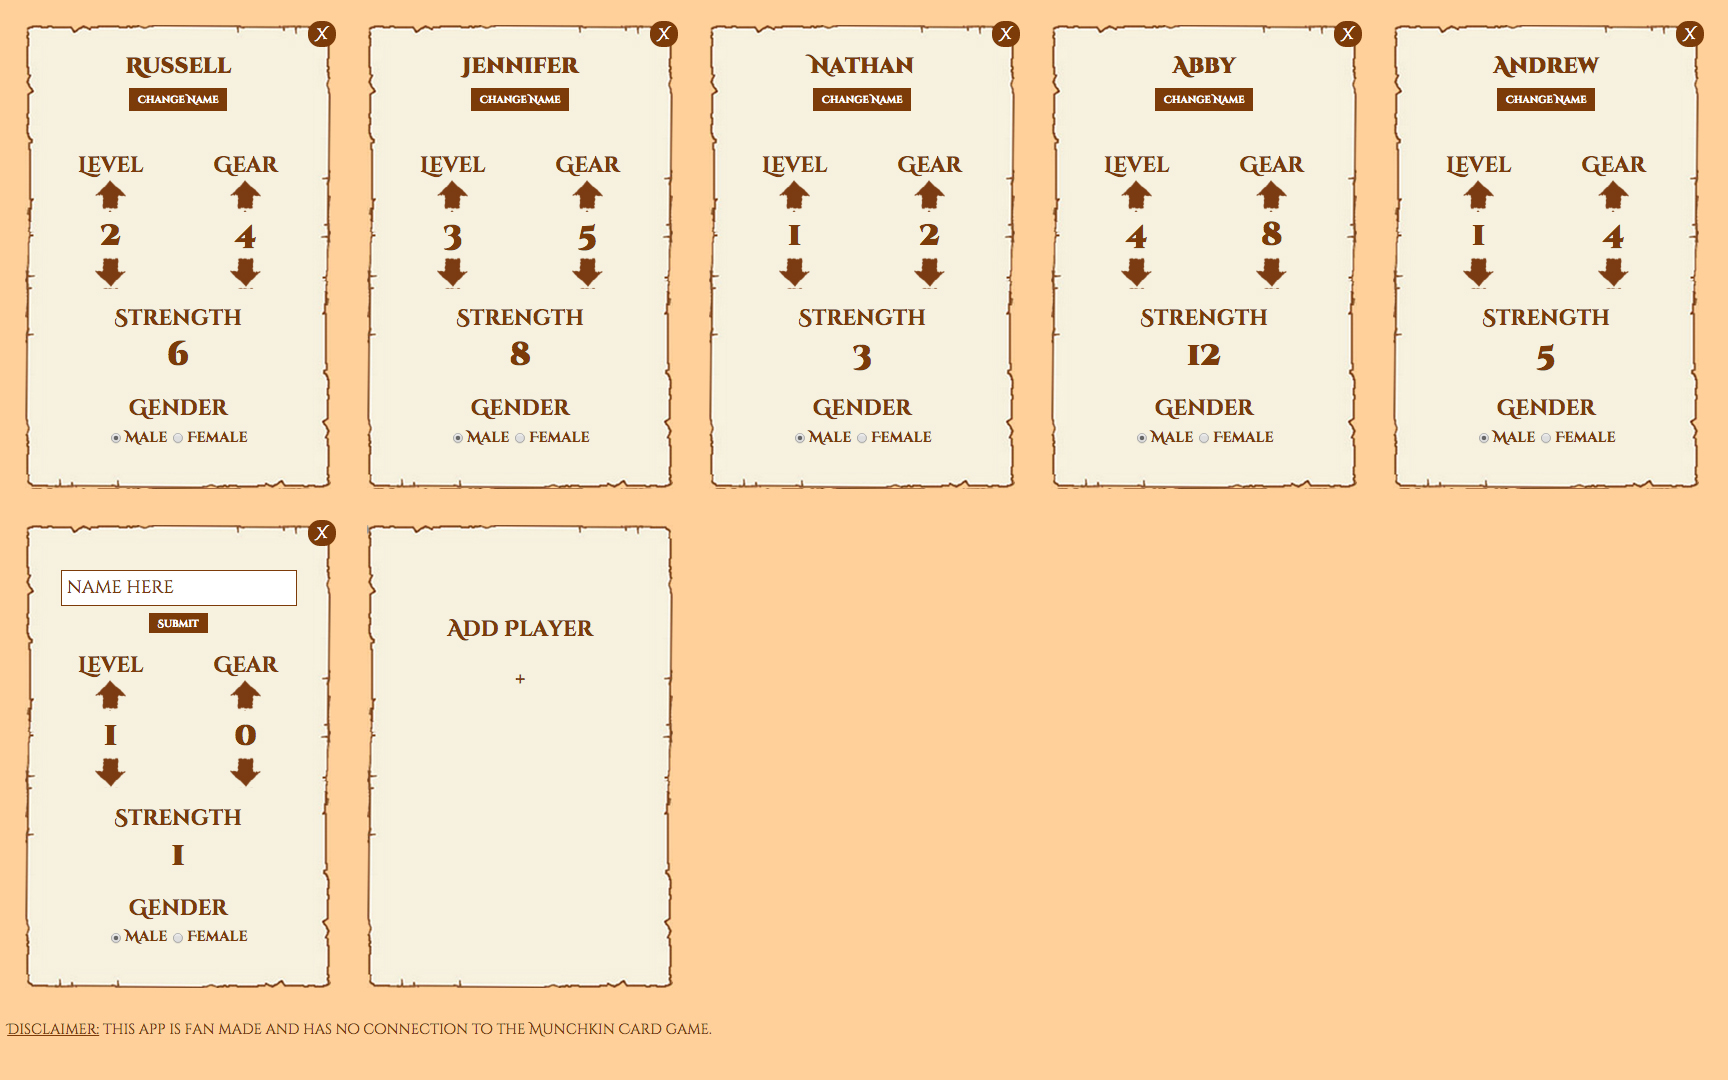 X
Russell
Change Name
Level Gear
2 4
Strength
6
Gender
Male Female
X
Jennifer
Change Name
Level Gear
3 5
Strength
8
Gender
Male Female
X
Nathan
Change Name
Level Gear
1 2
Strength
3
Gender
Male Female
X
Abby
Change Name
Level Gear
4 8
Strength
12
Gender
Male Female
X
Andrew
Change Name
Level Gear
1 4
Strength
5
Gender
Male Female
X
Name Here
Submit
Level Gear
1 0
Strength
1
Gender
Male Female
Add Player
+
Disclaimer: This app is fan made and has no connection to the Munchkin Card game.